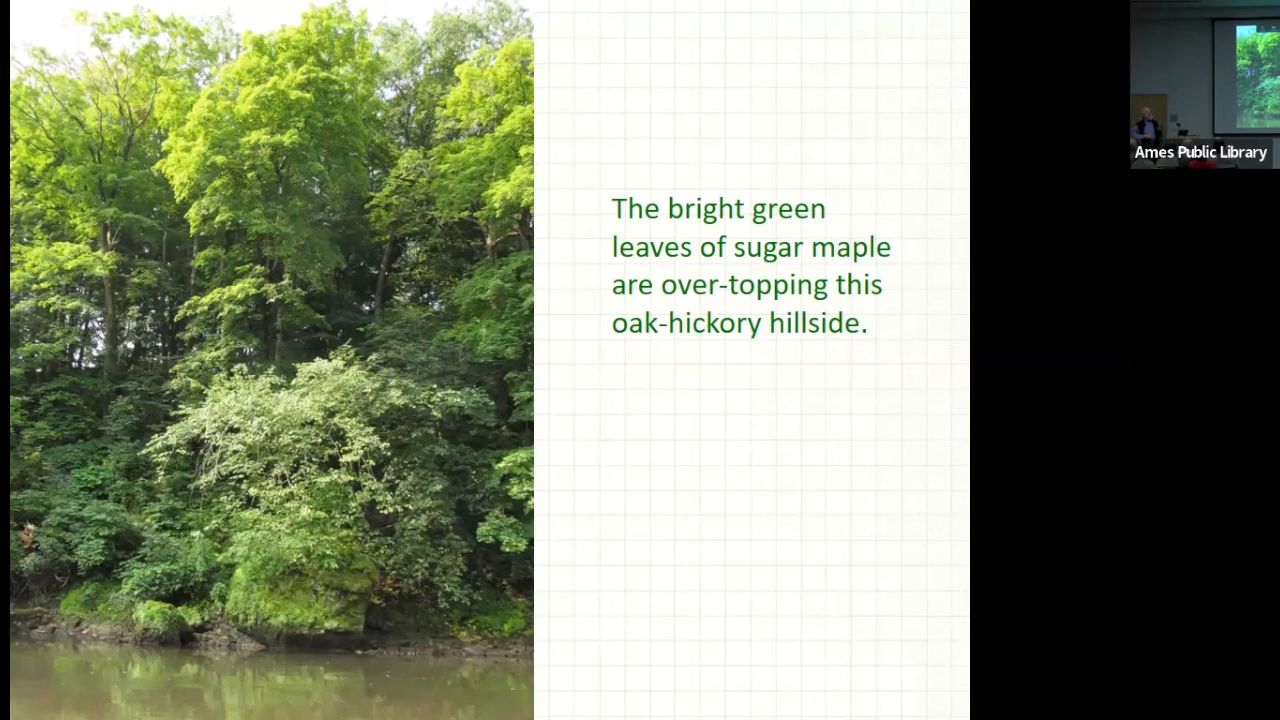 The bright green
leaves of sugar maple
are over-topping this
oak-hickory hillside.
Ames Public Library